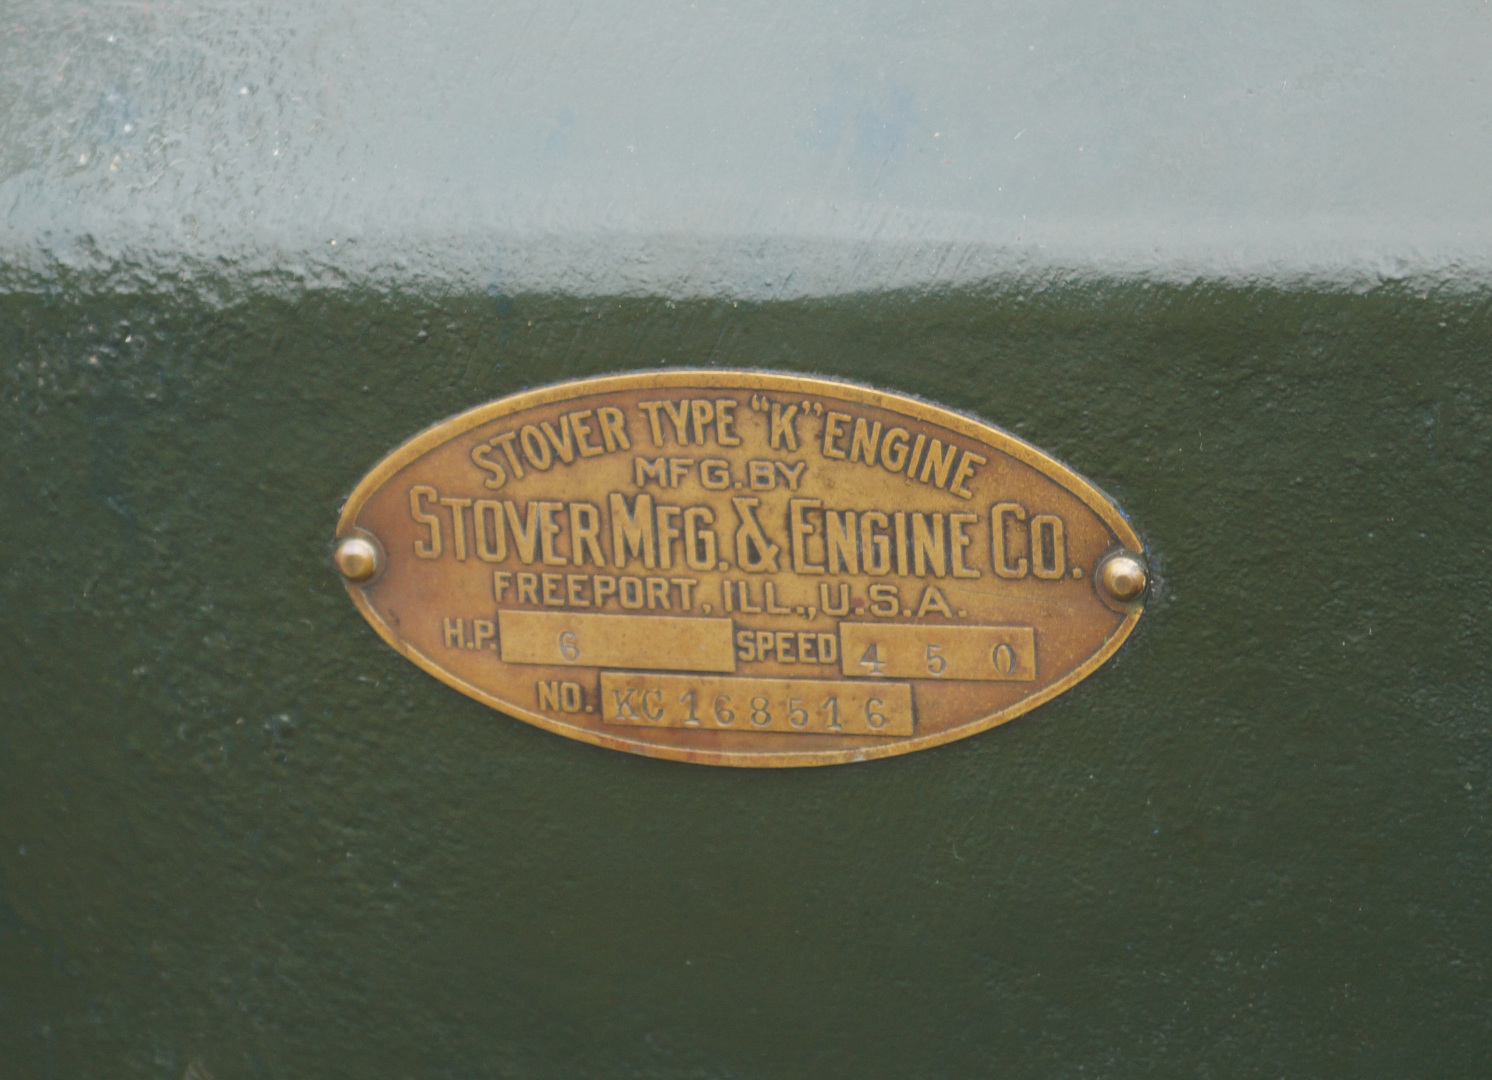 STOVER TYPE "K" ENGINE
MFG. BY
STOVER MFG. & ENGINE CO.
FREEPORT, ILL., U.S.A.
H.P. 6 SPEED 450
NO. KC168516